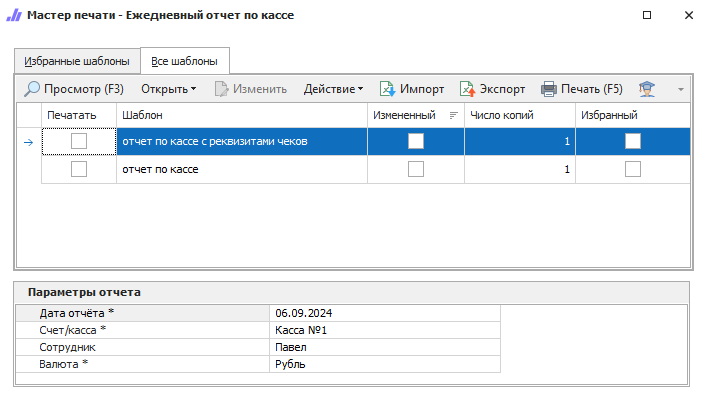 Мастер печати - Ежедневный отчет по кассе
Избранные шаблоны Все шаблоны
Просмотр (F3) Открыть Изменить Действие Импорт Экспорт Печать (F5)
Печатать Шаблон Измененный Число копий Избранный
отчет по кассе с реквизитами чеков 1
отчет по кассе 1
Параметры отчета
Дата отчёта * 06.09.2024
Счет/касса * Касса №1
Сотрудник Павел
Валюта * Рубль